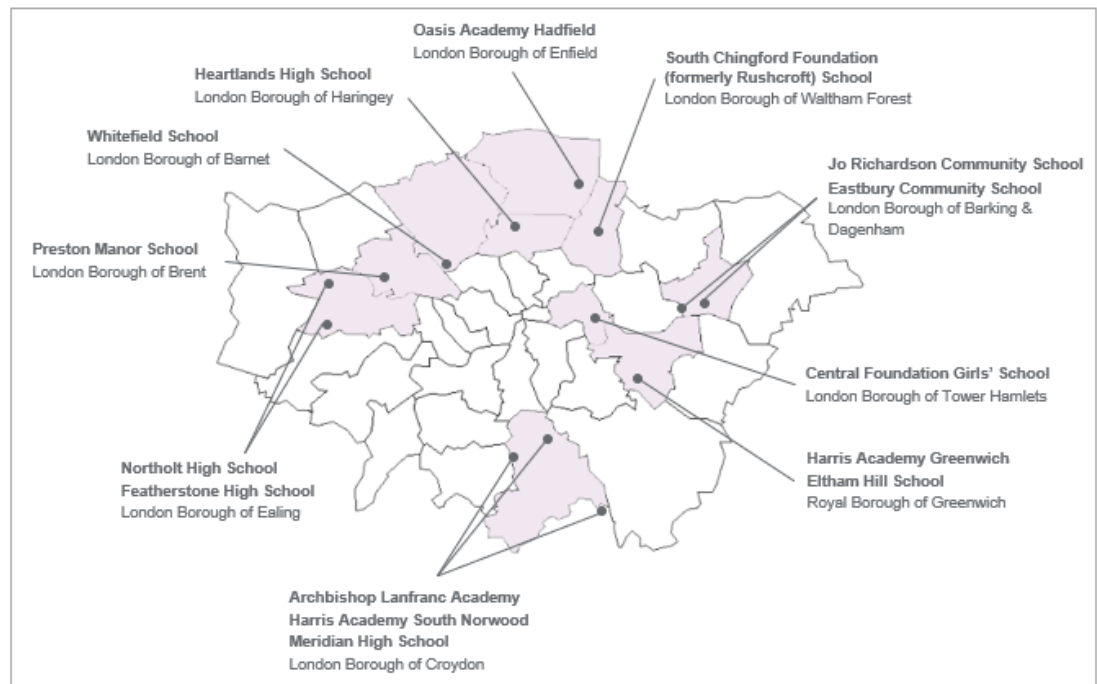 Oasis Academy Hadfield
London Borough of Enfield
South Chingford Foundation
(formerly Rushcroft) School
London Borough of Waltham Forest
Heartlands High School
London Borough of Haringey
Whitefield School
London Borough of Barnet
Jo Richardson Community School
Eastbury Community School
London Borough of Barking &
Dagenham
Preston Manor School
London Borough of Brent
Central Foundation Girls' School
London Borough of Tower Hamlets
Harris Academy Greenwich
Eltham Hill School
Royal Borough of Greenwich
Northolt High School
Featherstone High School
London Borough of Ealing
Archbishop Lanfranc Academy
Harris Academy South Norwood
Meridian High School
London Borough of Croydon